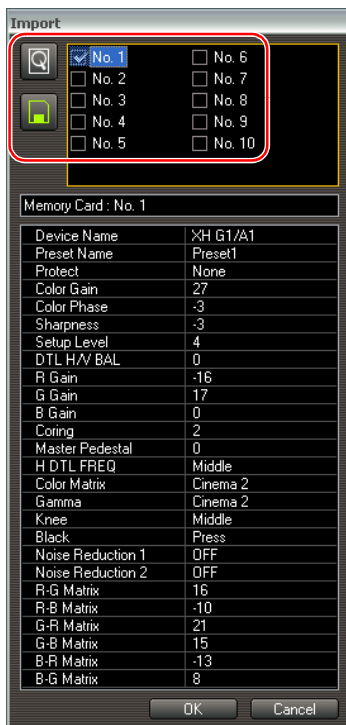 Import
No. 1 No. 6
No. 2 No. 7
No. 3 No. 8
No. 4 No. 9
No. 5 No. 10
Memory Card : No. 1
Device Name XH G1/A1
Preset Name Preset1
Protect None
Color Gain 27
Color Phase -3
Sharpness -3
Setup Level 4
DTL H/V BAL 0
R Gain -16
G Gain 17
B Gain 0
Coring 2
Master Pedestal 0
H DTL FREQ Middle
Color Matrix Cinema 2
Gamma Cinema 2
Knee Middle
Black Press
Noise Reduction 1 OFF
Noise Reduction 2 OFF
R-G Matrix 16
R-B Matrix -10
G-R Matrix 21
G-B Matrix 15
B-R Matrix -13
B-G Matrix 8
OK Cancel